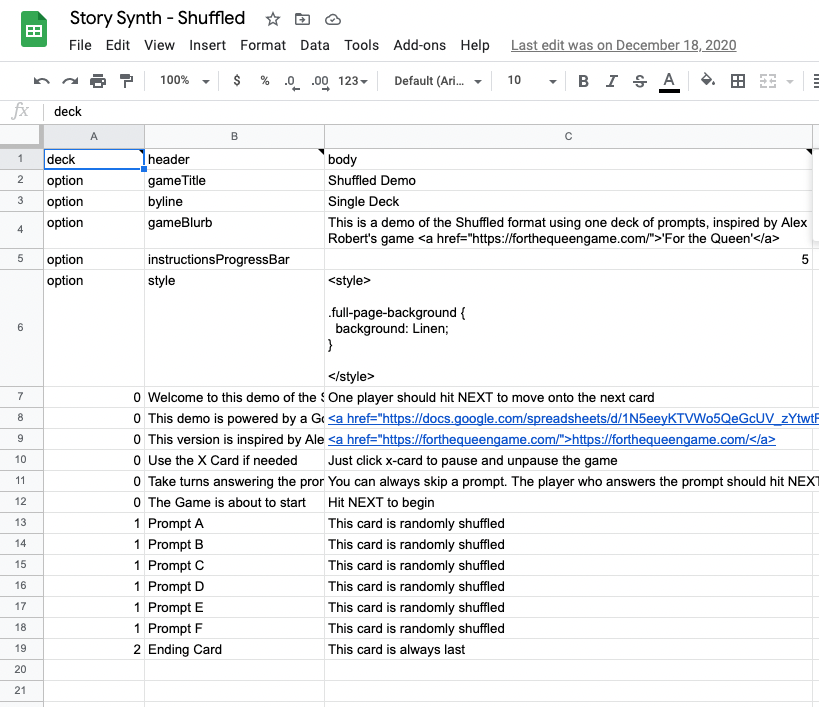 Story Synth - Shuffled
File Edit View Insert Format Data Tools Add-ons Help Last edit was on December 18, 2020
100% $ % .0 .00 123 Default (Ari... 10 B I S A
fx deck
A B C
1 deck header body
2 option gameTitle Shuffled Demo
3 option byline Single Deck
4 option gameBlurb This is a demo of the Shuffled format using one deck of prompts, inspired by Alex
Robert's game <a href="https://forthequeengame.com/">'For the Queen'</a>
5 option instructionsProgressBar 5
6 option style <style>
.full-page-background {
background: Linen;
}
</style>
7 0 Welcome to this demo of the S One player should hit NEXT to move onto the next card
8 0 This demo is powered by a Go <a href="https://docs.google.com/spreadsheets/d/1N5eeyKTVWo5QeGcUV_zYtwtF
9 0 This version is inspired by Ale <a href="https://forthequeengame.com/">https://forthequeengame.com/</a>
10 0 Use the X Card if needed Just click x-card to pause and unpause the game
11 0 Take turns answering the pror You can always skip a prompt. The player who answers the prompt should hit NEXT
12 0 The Game is about to start Hit NEXT to begin
13 1 Prompt A This card is randomly shuffled
14 1 Prompt B This card is randomly shuffled
15 1 Prompt C This card is randomly shuffled
16 1 Prompt D This card is randomly shuffled
17 1 Prompt E This card is randomly shuffled
18 1 Prompt F This card is randomly shuffled
19 2 Ending Card This card is always last
20
21